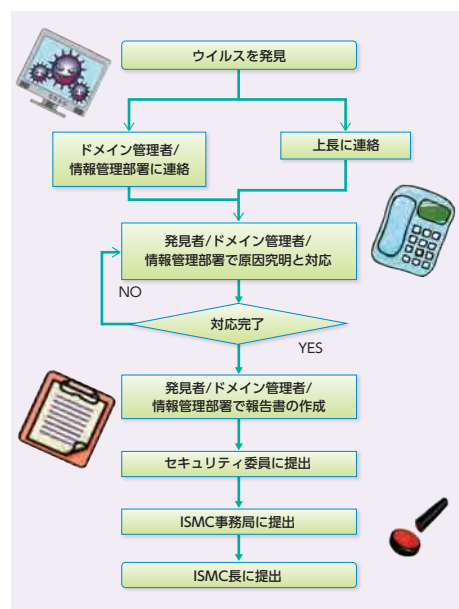 ウイルスを発見
ドメイン管理者/
情報管理部署に連絡
上長に連絡
発見者/ドメイン管理者/
情報管理部署で原因究明と対応
NO
対応完了
YES
発見者/ドメイン管理者/
情報管理部署で報告書の作成
セキュリティ委員に提出
ISMC事務局に提出
ISMC長に提出